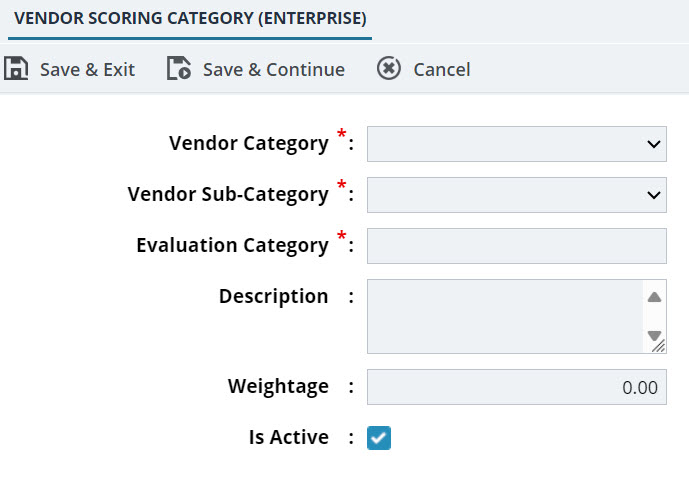 VENDOR SCORING CATEGORY (ENTERPRISE)
Save & Exit Save & Continue Cancel
Vendor Category * :
Vendor Sub-Category * :
Evaluation Category * :
Description :
Weightage : 0.00
Is Active :